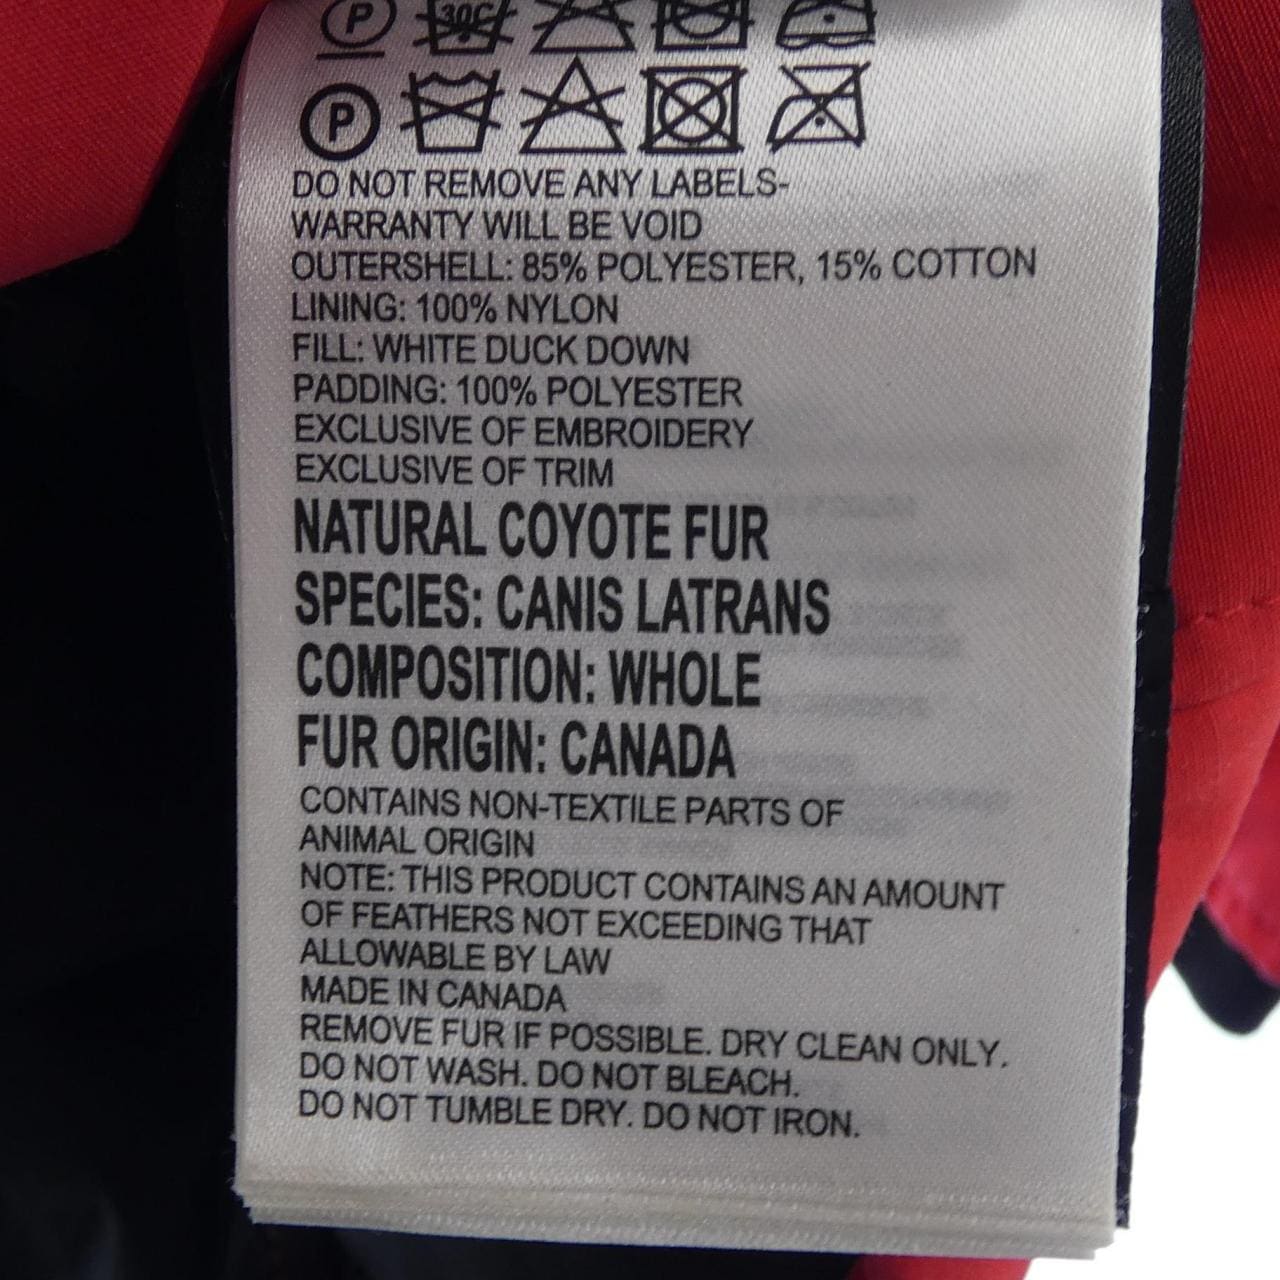 P 30C
P
DO NOT REMOVE ANY LABELS-
WARRANTY WILL BE VOID
OUTERSHELL: 85% POLYESTER, 15% COTTON
LINING: 100% NYLON
FILL: WHITE DUCK DOWN
PADDING: 100% POLYESTER
EXCLUSIVE OF EMBROIDERY
EXCLUSIVE OF TRIM
NATURAL COYOTE FUR
SPECIES: CANIS LATRANS
COMPOSITION: WHOLE
FUR ORIGIN: CANADA
CONTAINS NON-TEXTILE PARTS OF
ANIMAL ORIGIN
NOTE: THIS PRODUCT CONTAINS AN AMOUNT
OF FEATHERS NOT EXCEEDING THAT
ALLOWABLE BY LAW
MADE IN CANADA
REMOVE FUR IF POSSIBLE. DRY CLEAN ONLY.
DO NOT WASH. DO NOT BLEACH.
DO NOT TUMBLE DRY. DO NOT IRON.